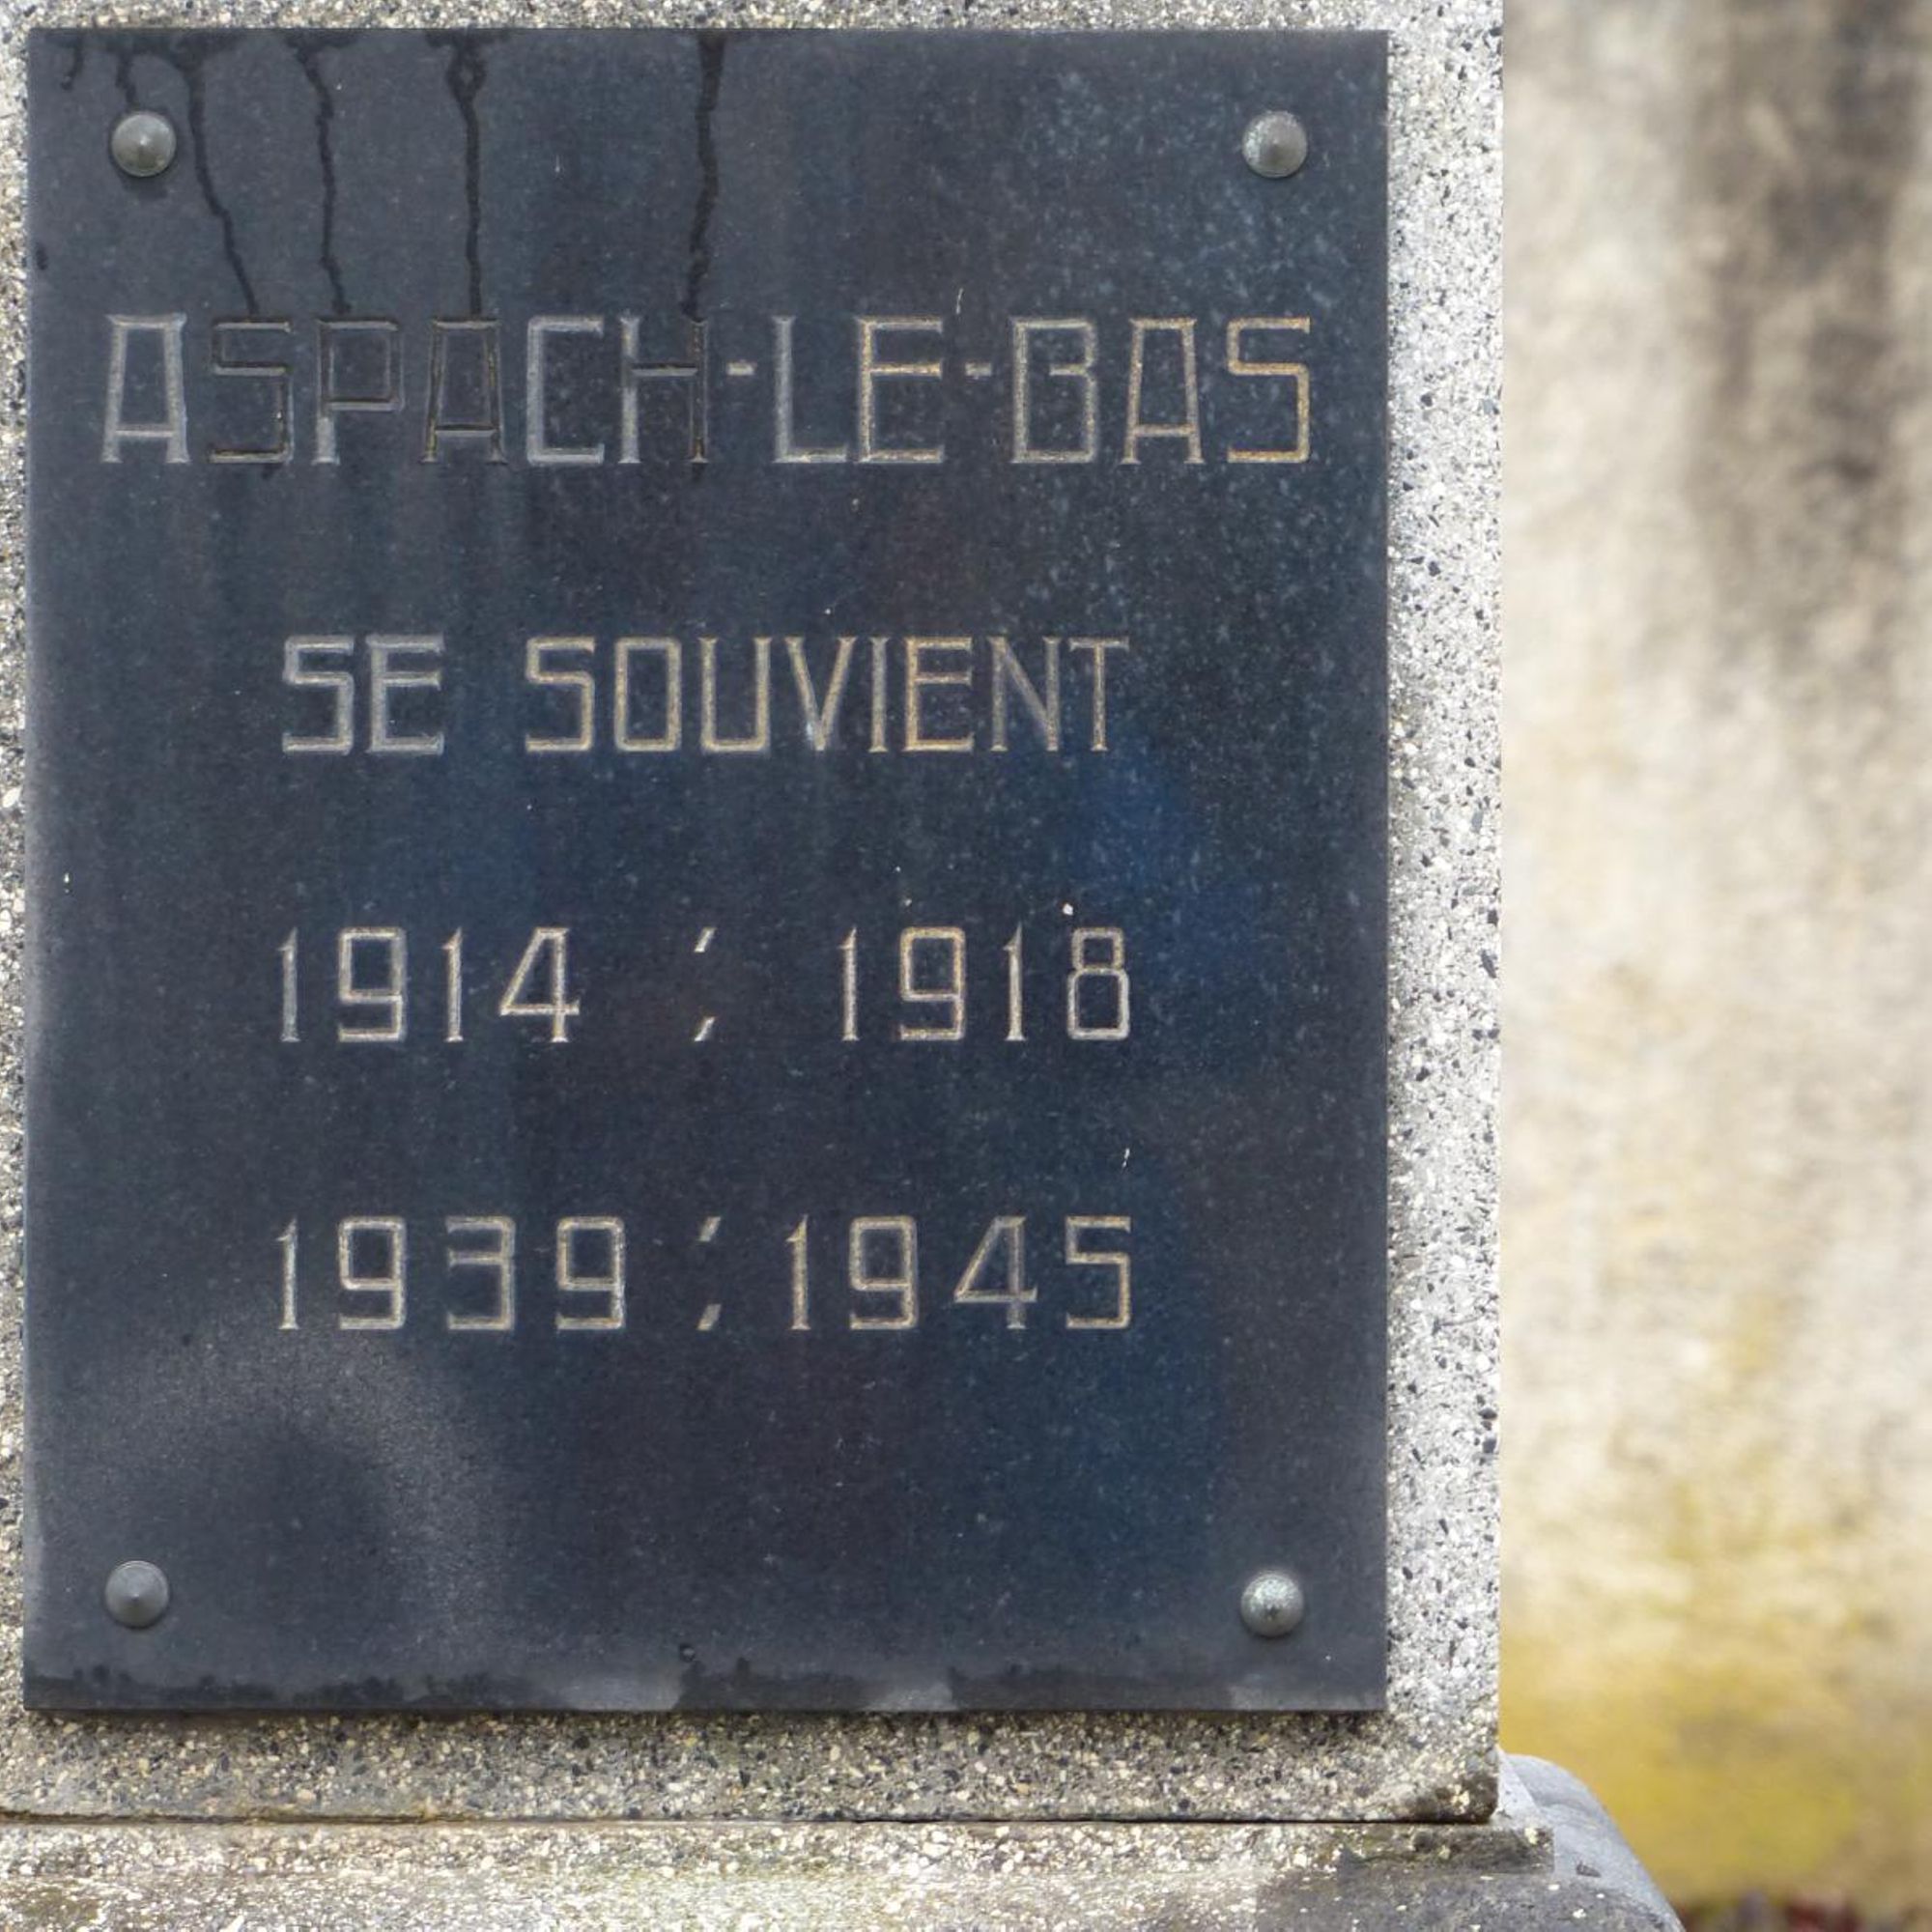 ASPACH-LE-BAS
SE SOUVIENT
1914 : 1918
1939 : 1945